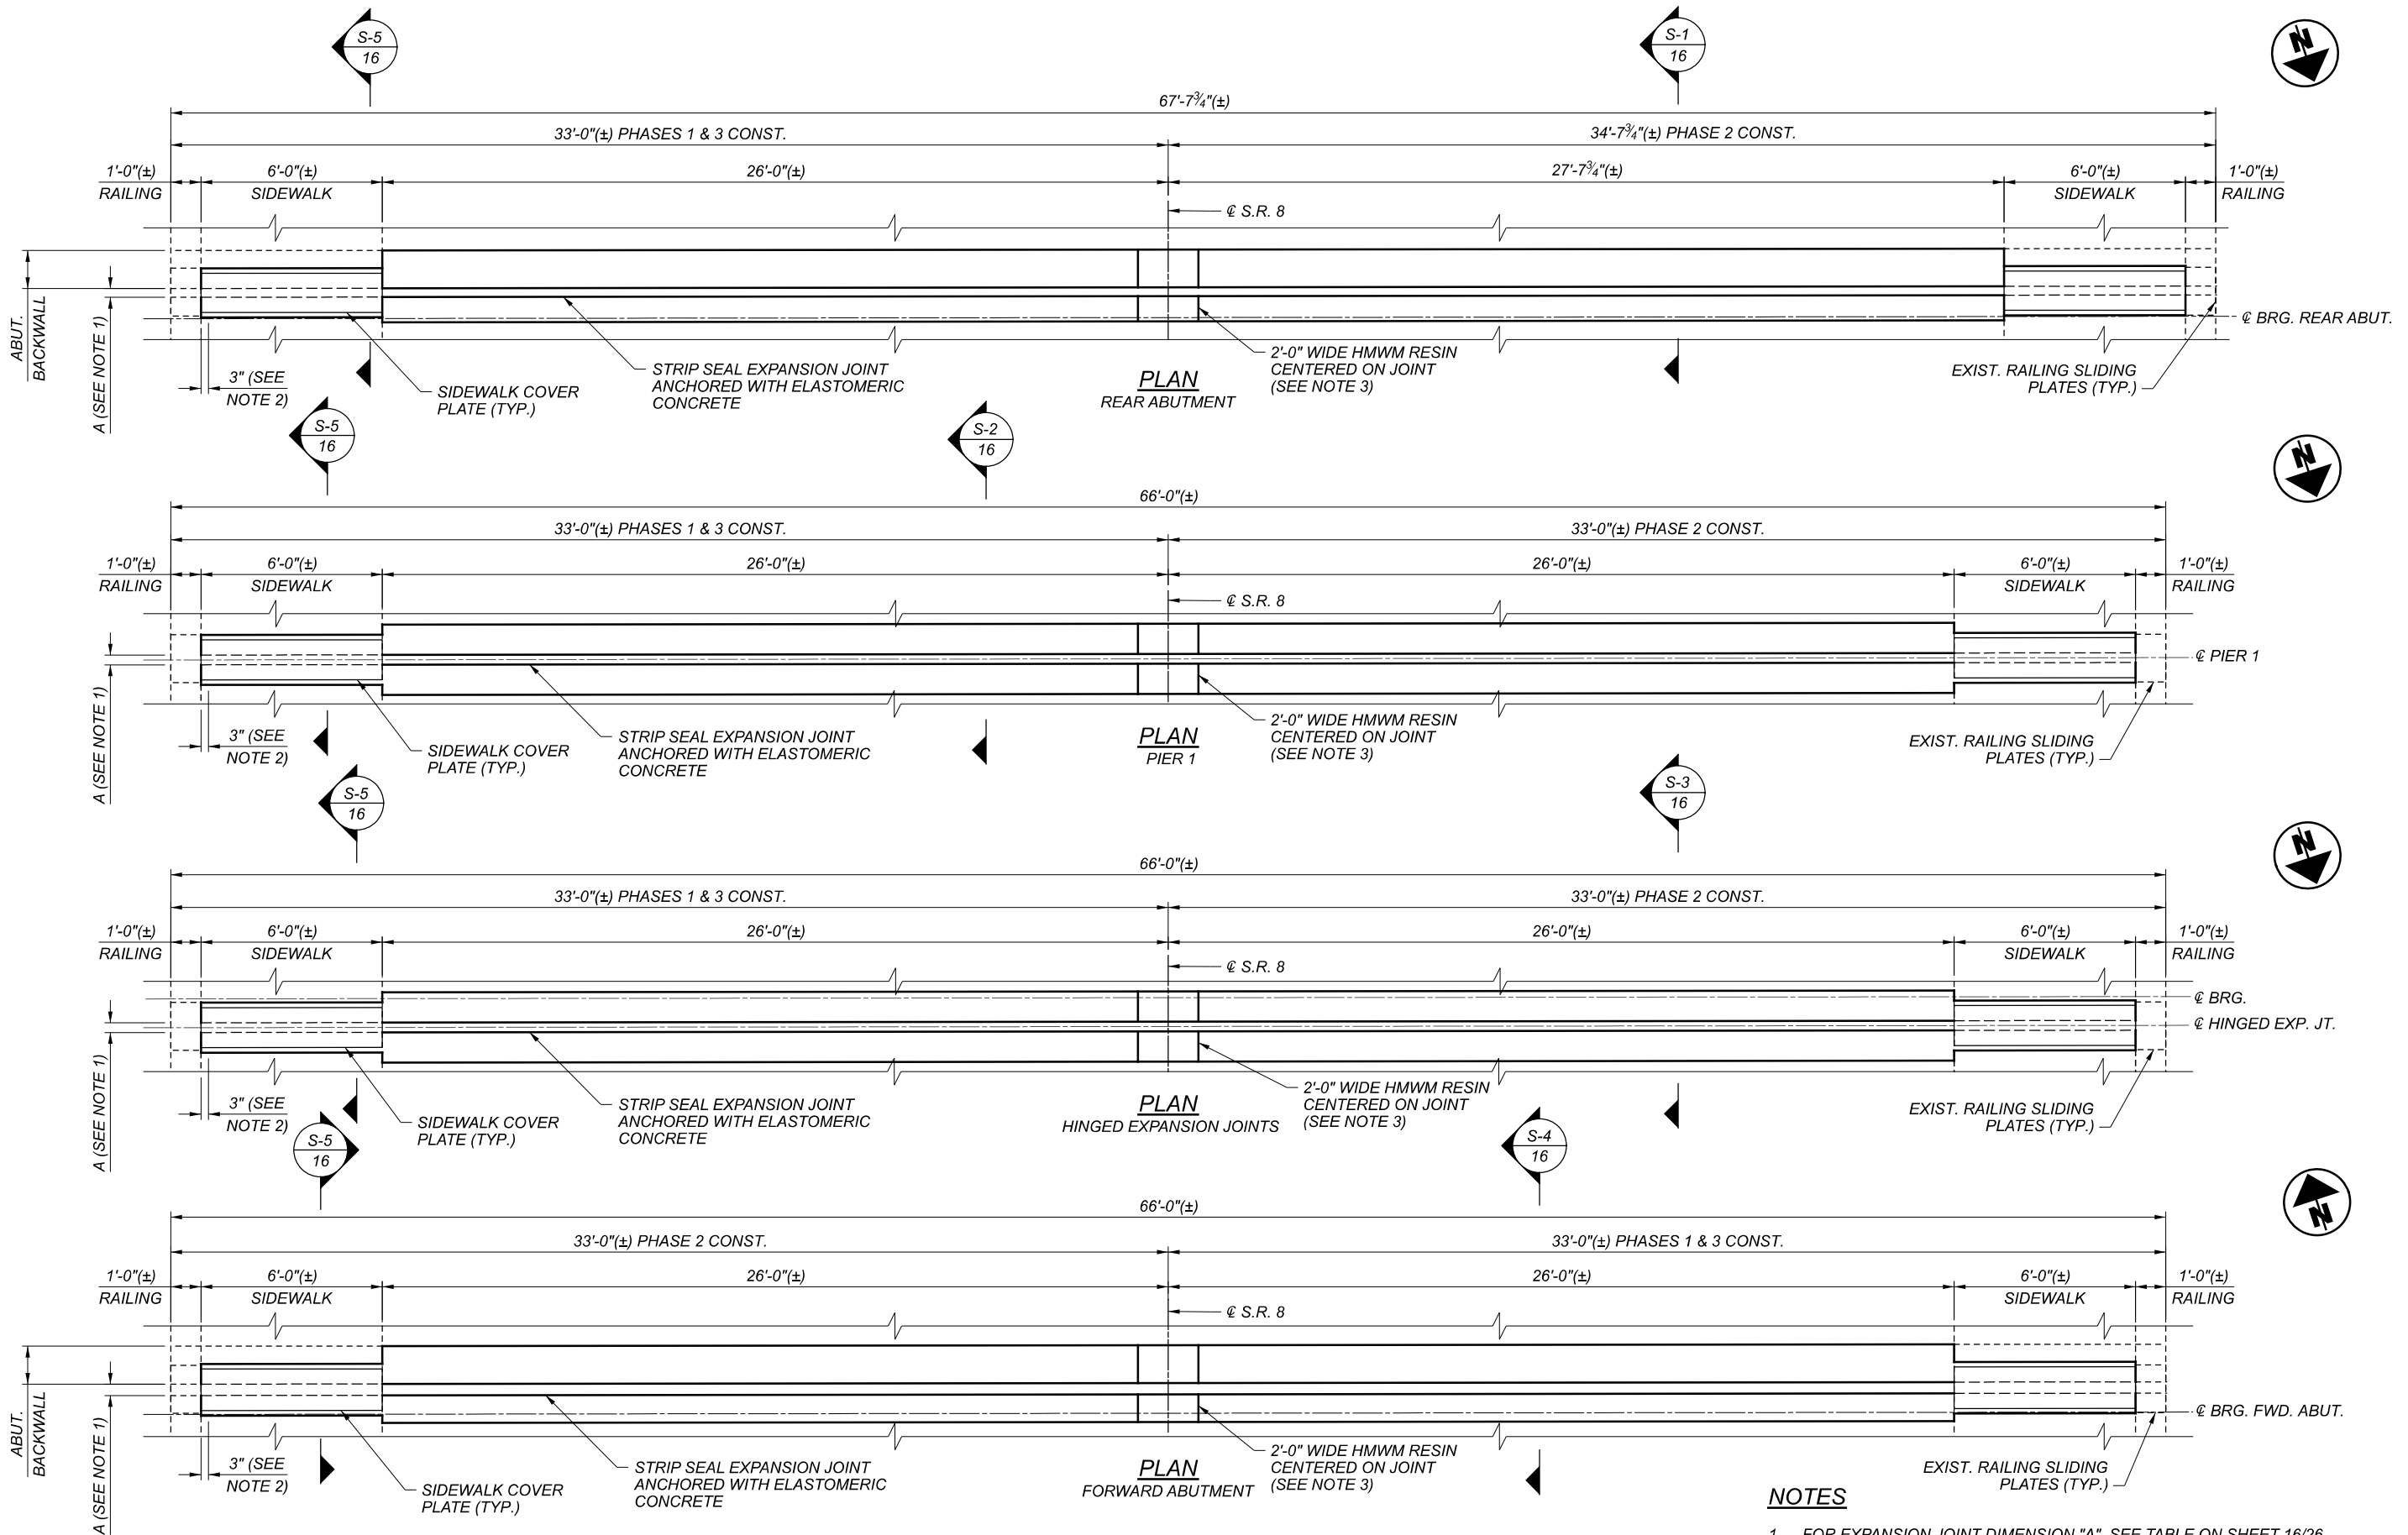 S-5
16
S-1
16
N
67'-7¾"(±)
33'-0"(±) PHASES 1 & 3 CONST.
34'-7¾"(±) PHASE 2 CONST.
1'-0"(±)
RAILING
6'-0"(±)
SIDEWALK
26'-0"(±)
27'-7¾"(±)
6'-0"(±)
SIDEWALK
1'-0"(±)
RAILING
℄ S.R. 8
ABUT.
BACKWALL
A (SEE NOTE 1)
℄ BRG. REAR ABUT.
3" (SEE
NOTE 2)
SIDEWALK COVER
PLATE (TYP.)
STRIP SEAL EXPANSION JOINT
ANCHORED WITH ELASTOMERIC
CONCRETE
PLAN
REAR ABUTMENT
2'-0" WIDE HMWM RESIN
CENTERED ON JOINT
(SEE NOTE 3)
EXIST. RAILING SLIDING
PLATES (TYP.)
S-5
16
S-2
16
N
66'-0"(±)
33'-0"(±) PHASES 1 & 3 CONST.
33'-0"(±) PHASE 2 CONST.
1'-0"(±)
RAILING
6'-0"(±)
SIDEWALK
26'-0"(±)
26'-0"(±)
6'-0"(±)
SIDEWALK
1'-0"(±)
RAILING
℄ S.R. 8
A (SEE NOTE 1)
℄ PIER 1
3" (SEE
NOTE 2)
SIDEWALK COVER
PLATE (TYP.)
STRIP SEAL EXPANSION JOINT
ANCHORED WITH ELASTOMERIC
CONCRETE
PLAN
PIER 1
2'-0" WIDE HMWM RESIN
CENTERED ON JOINT
(SEE NOTE 3)
EXIST. RAILING SLIDING
PLATES (TYP.)
S-5
16
S-3
16
N
66'-0"(±)
33'-0"(±) PHASES 1 & 3 CONST.
33'-0"(±) PHASE 2 CONST.
1'-0"(±)
RAILING
6'-0"(±)
SIDEWALK
26'-0"(±)
26'-0"(±)
6'-0"(±)
SIDEWALK
1'-0"(±)
RAILING
℄ S.R. 8
A (SEE NOTE 1)
℄ BRG.
℄ HINGED EXP. JT.
3" (SEE
NOTE 2)
SIDEWALK COVER
PLATE (TYP.)
STRIP SEAL EXPANSION JOINT
ANCHORED WITH ELASTOMERIC
CONCRETE
PLAN
HINGED EXPANSION JOINTS
2'-0" WIDE HMWM RESIN
CENTERED ON JOINT
(SEE NOTE 3)
EXIST. RAILING SLIDING
PLATES (TYP.)
S-5
16
S-4
16
N
66'-0"(±)
33'-0"(±) PHASE 2 CONST.
33'-0"(±) PHASES 1 & 3 CONST.
1'-0"(±)
RAILING
6'-0"(±)
SIDEWALK
26'-0"(±)
26'-0"(±)
6'-0"(±)
SIDEWALK
1'-0"(±)
RAILING
℄ S.R. 8
ABUT.
BACKWALL
A (SEE NOTE 1)
℄ BRG. FWD. ABUT.
3" (SEE
NOTE 2)
SIDEWALK COVER
PLATE (TYP.)
STRIP SEAL EXPANSION JOINT
ANCHORED WITH ELASTOMERIC
CONCRETE
PLAN
FORWARD ABUTMENT
2'-0" WIDE HMWM RESIN
CENTERED ON JOINT
(SEE NOTE 3)
EXIST. RAILING SLIDING
PLATES (TYP.)
NOTES
1. FOR EXPANSION JOINT DIMENSION "A", SEE TABLE ON SHEET 16/26